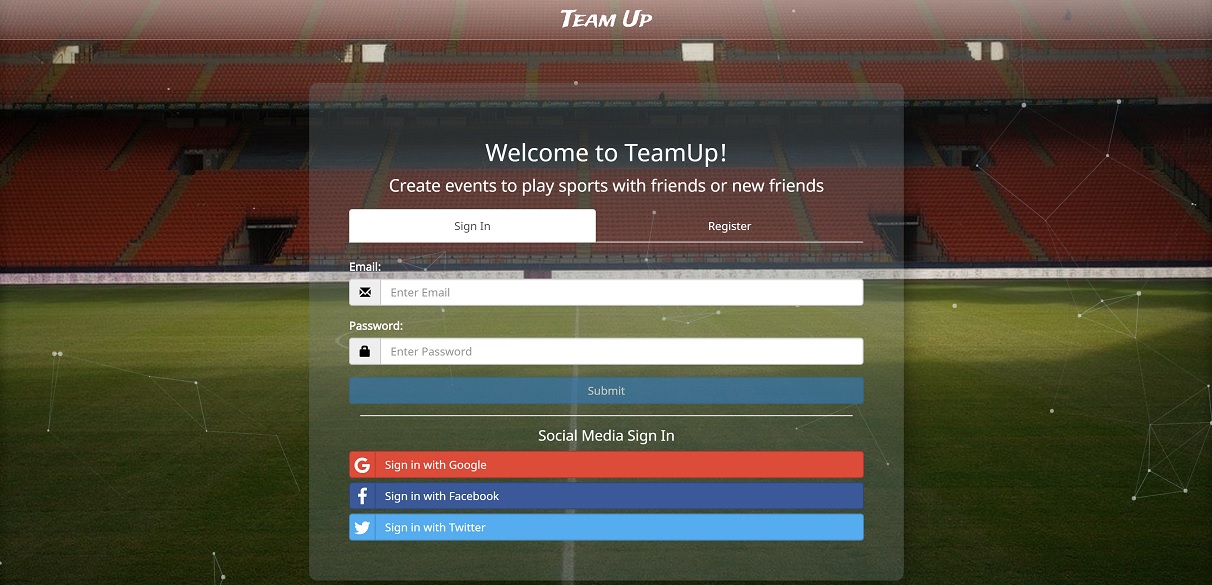 TEAM UP
Welcome to TeamUp!
Create events to play sports with friends or new friends
Sign In
Register
Email:
Enter Email
Password:
Enter Password
Submit
Social Media Sign In
Sign in with Google
Sign in with Facebook
Sign in with Twitter